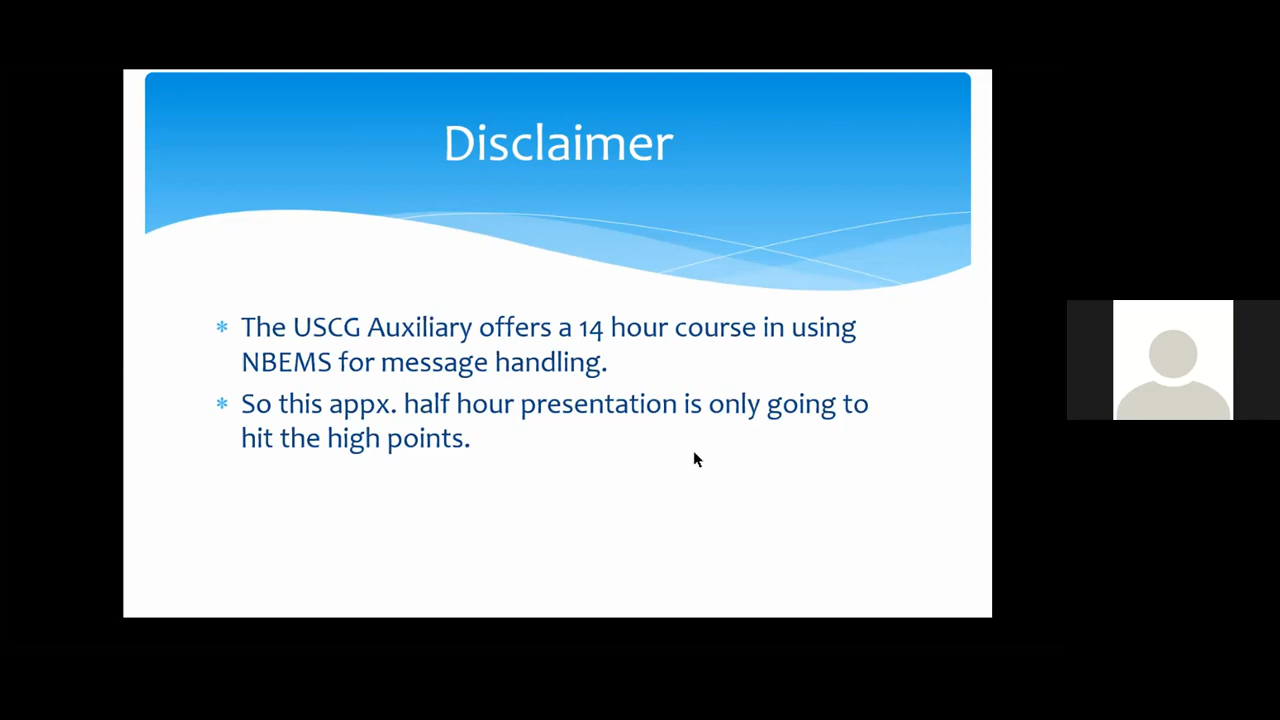 Disclaimer
* The USCG Auxiliary offers a 14 hour course in using
NBEMS for message handling.
* So this appx. half hour presentation is only going to
hit the high points.